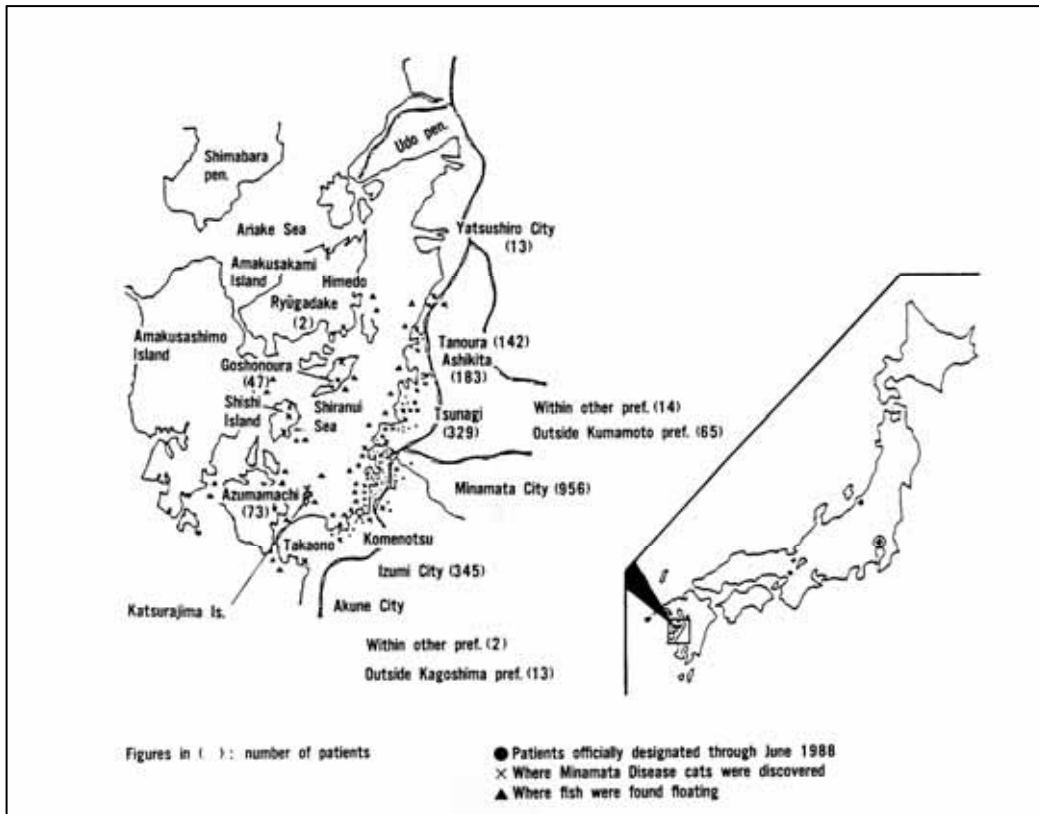 Udo pen.
Shimabara
pen.
Ariake Sea
Yatsushiro City
(13)
Amakusakami
Island
Himedo
Ryūgadake
(2)
Amakusashimo
Island
Tanoura (142)
Ashikita
(183)
Goshonoura
(47)
Shishi
Island
Shiranui
Sea
Tsunagi
(329)
Within other pref. (14)
Outside Kumamoto pref. (65)
Minamata City (956)
Azumamachi
(73)
Takaono
Komenotsu
Izumi City (345)
Katsurajima Is.
Akune City
Within other pref. (2)
Outside Kagoshima pref. (13)
Figures in ( ) : number of patients
Patients officially designated through June 1988
Where Minamata Disease cats were discovered
Where fish were found floating